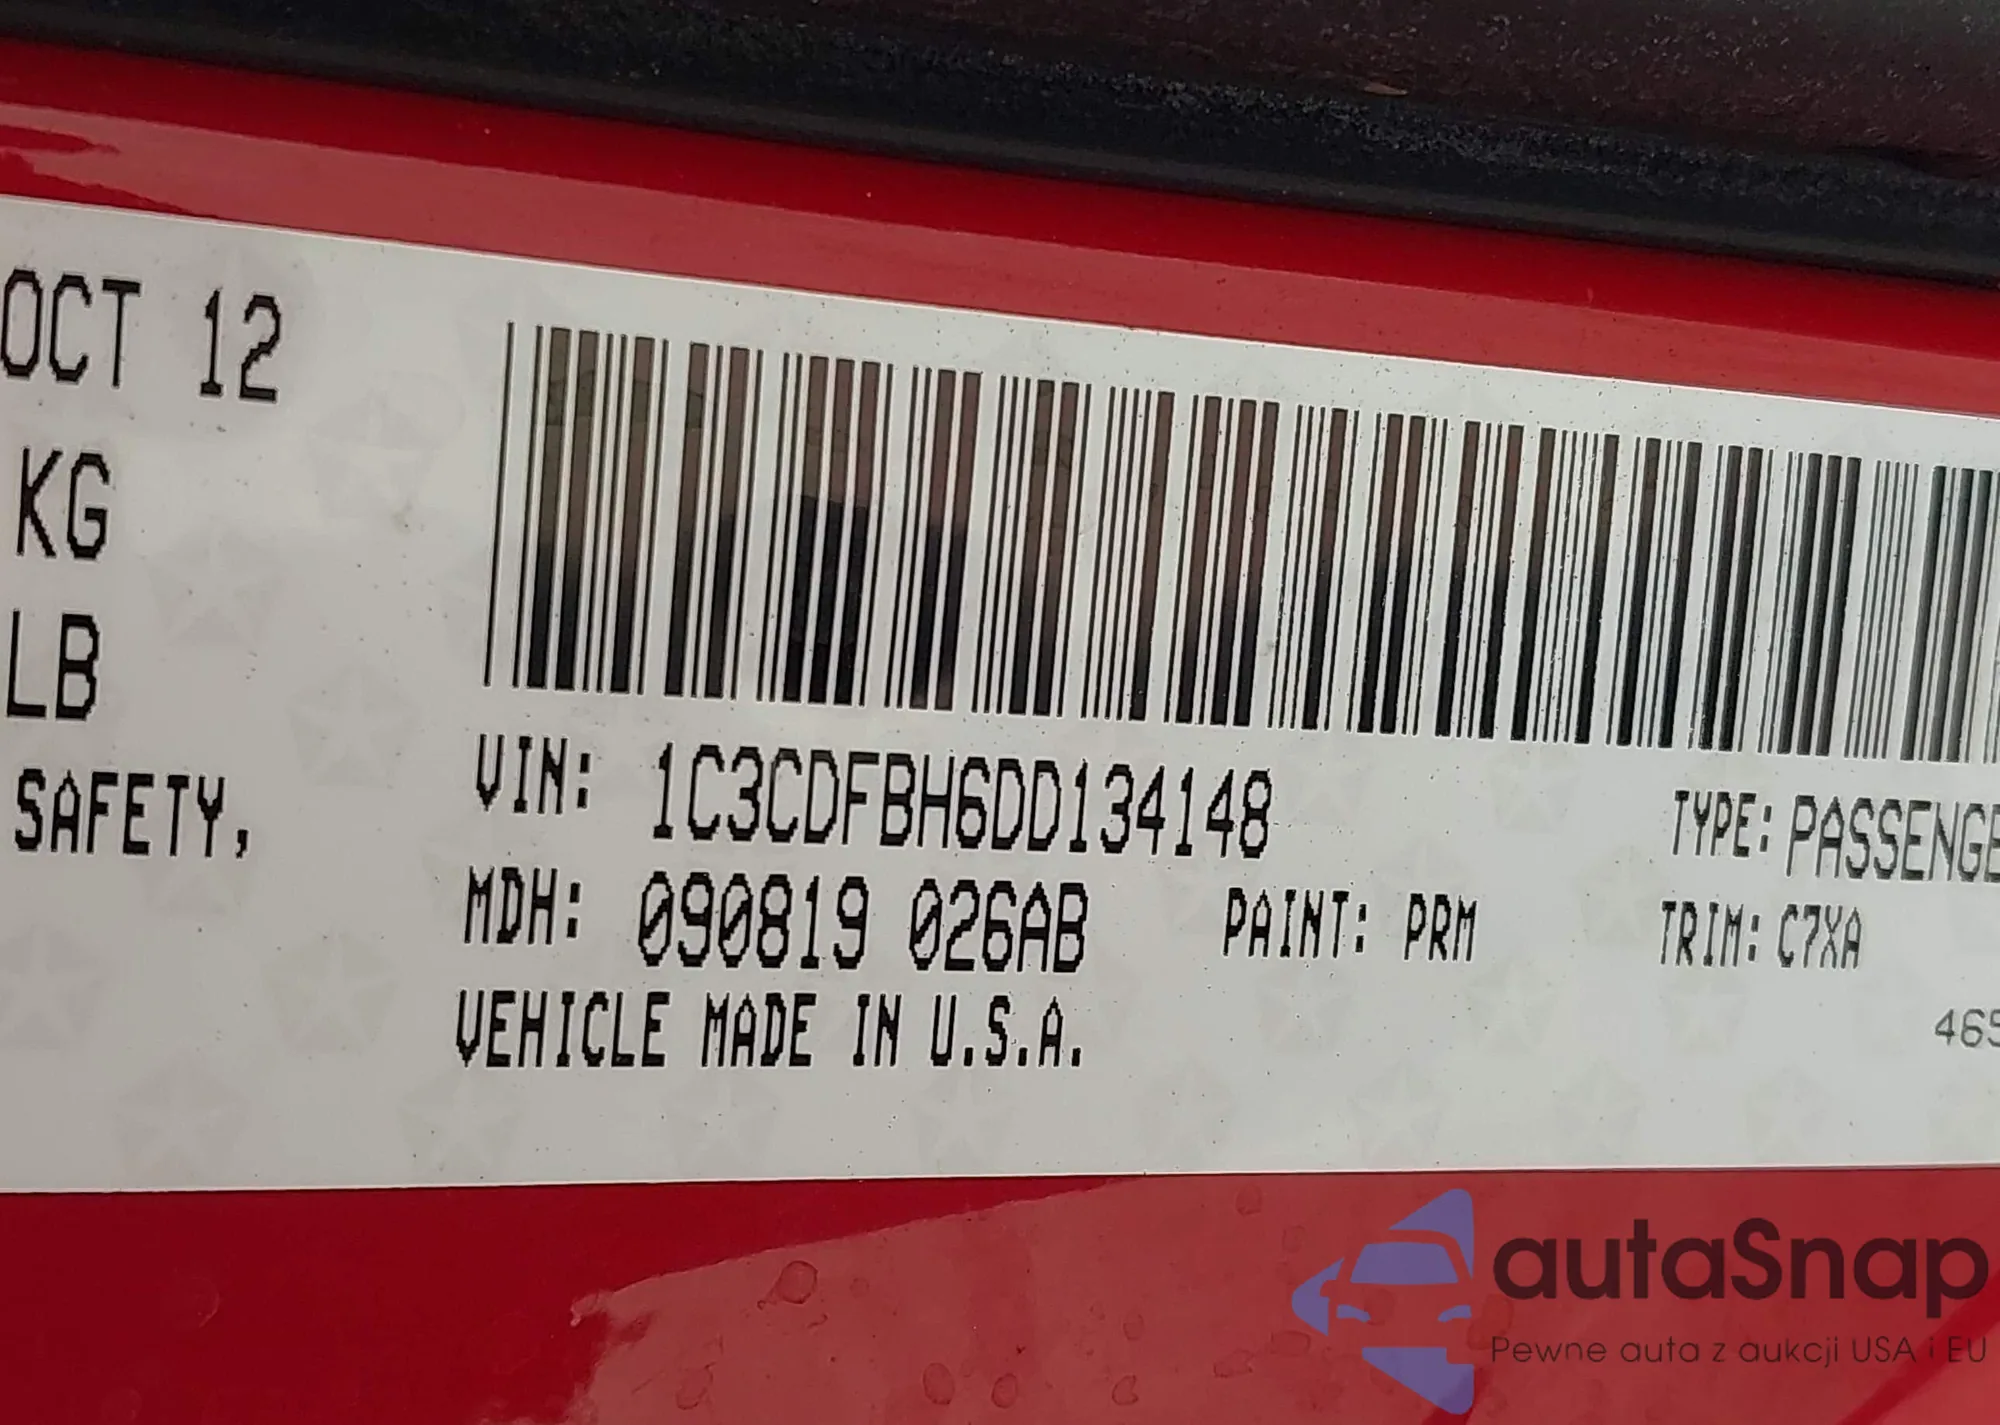 OCT 12
KG
LB
SAFETY,
VIN: 1C3CDFBH6DD134148
TYPE: PASSENGE
MDH: 090819 026AB
PAINT: PRM
TRIM: C7XA
465
VEHICLE MADE IN U.S.A.
autaSnap
Pewne auta z aukcji USA i EU